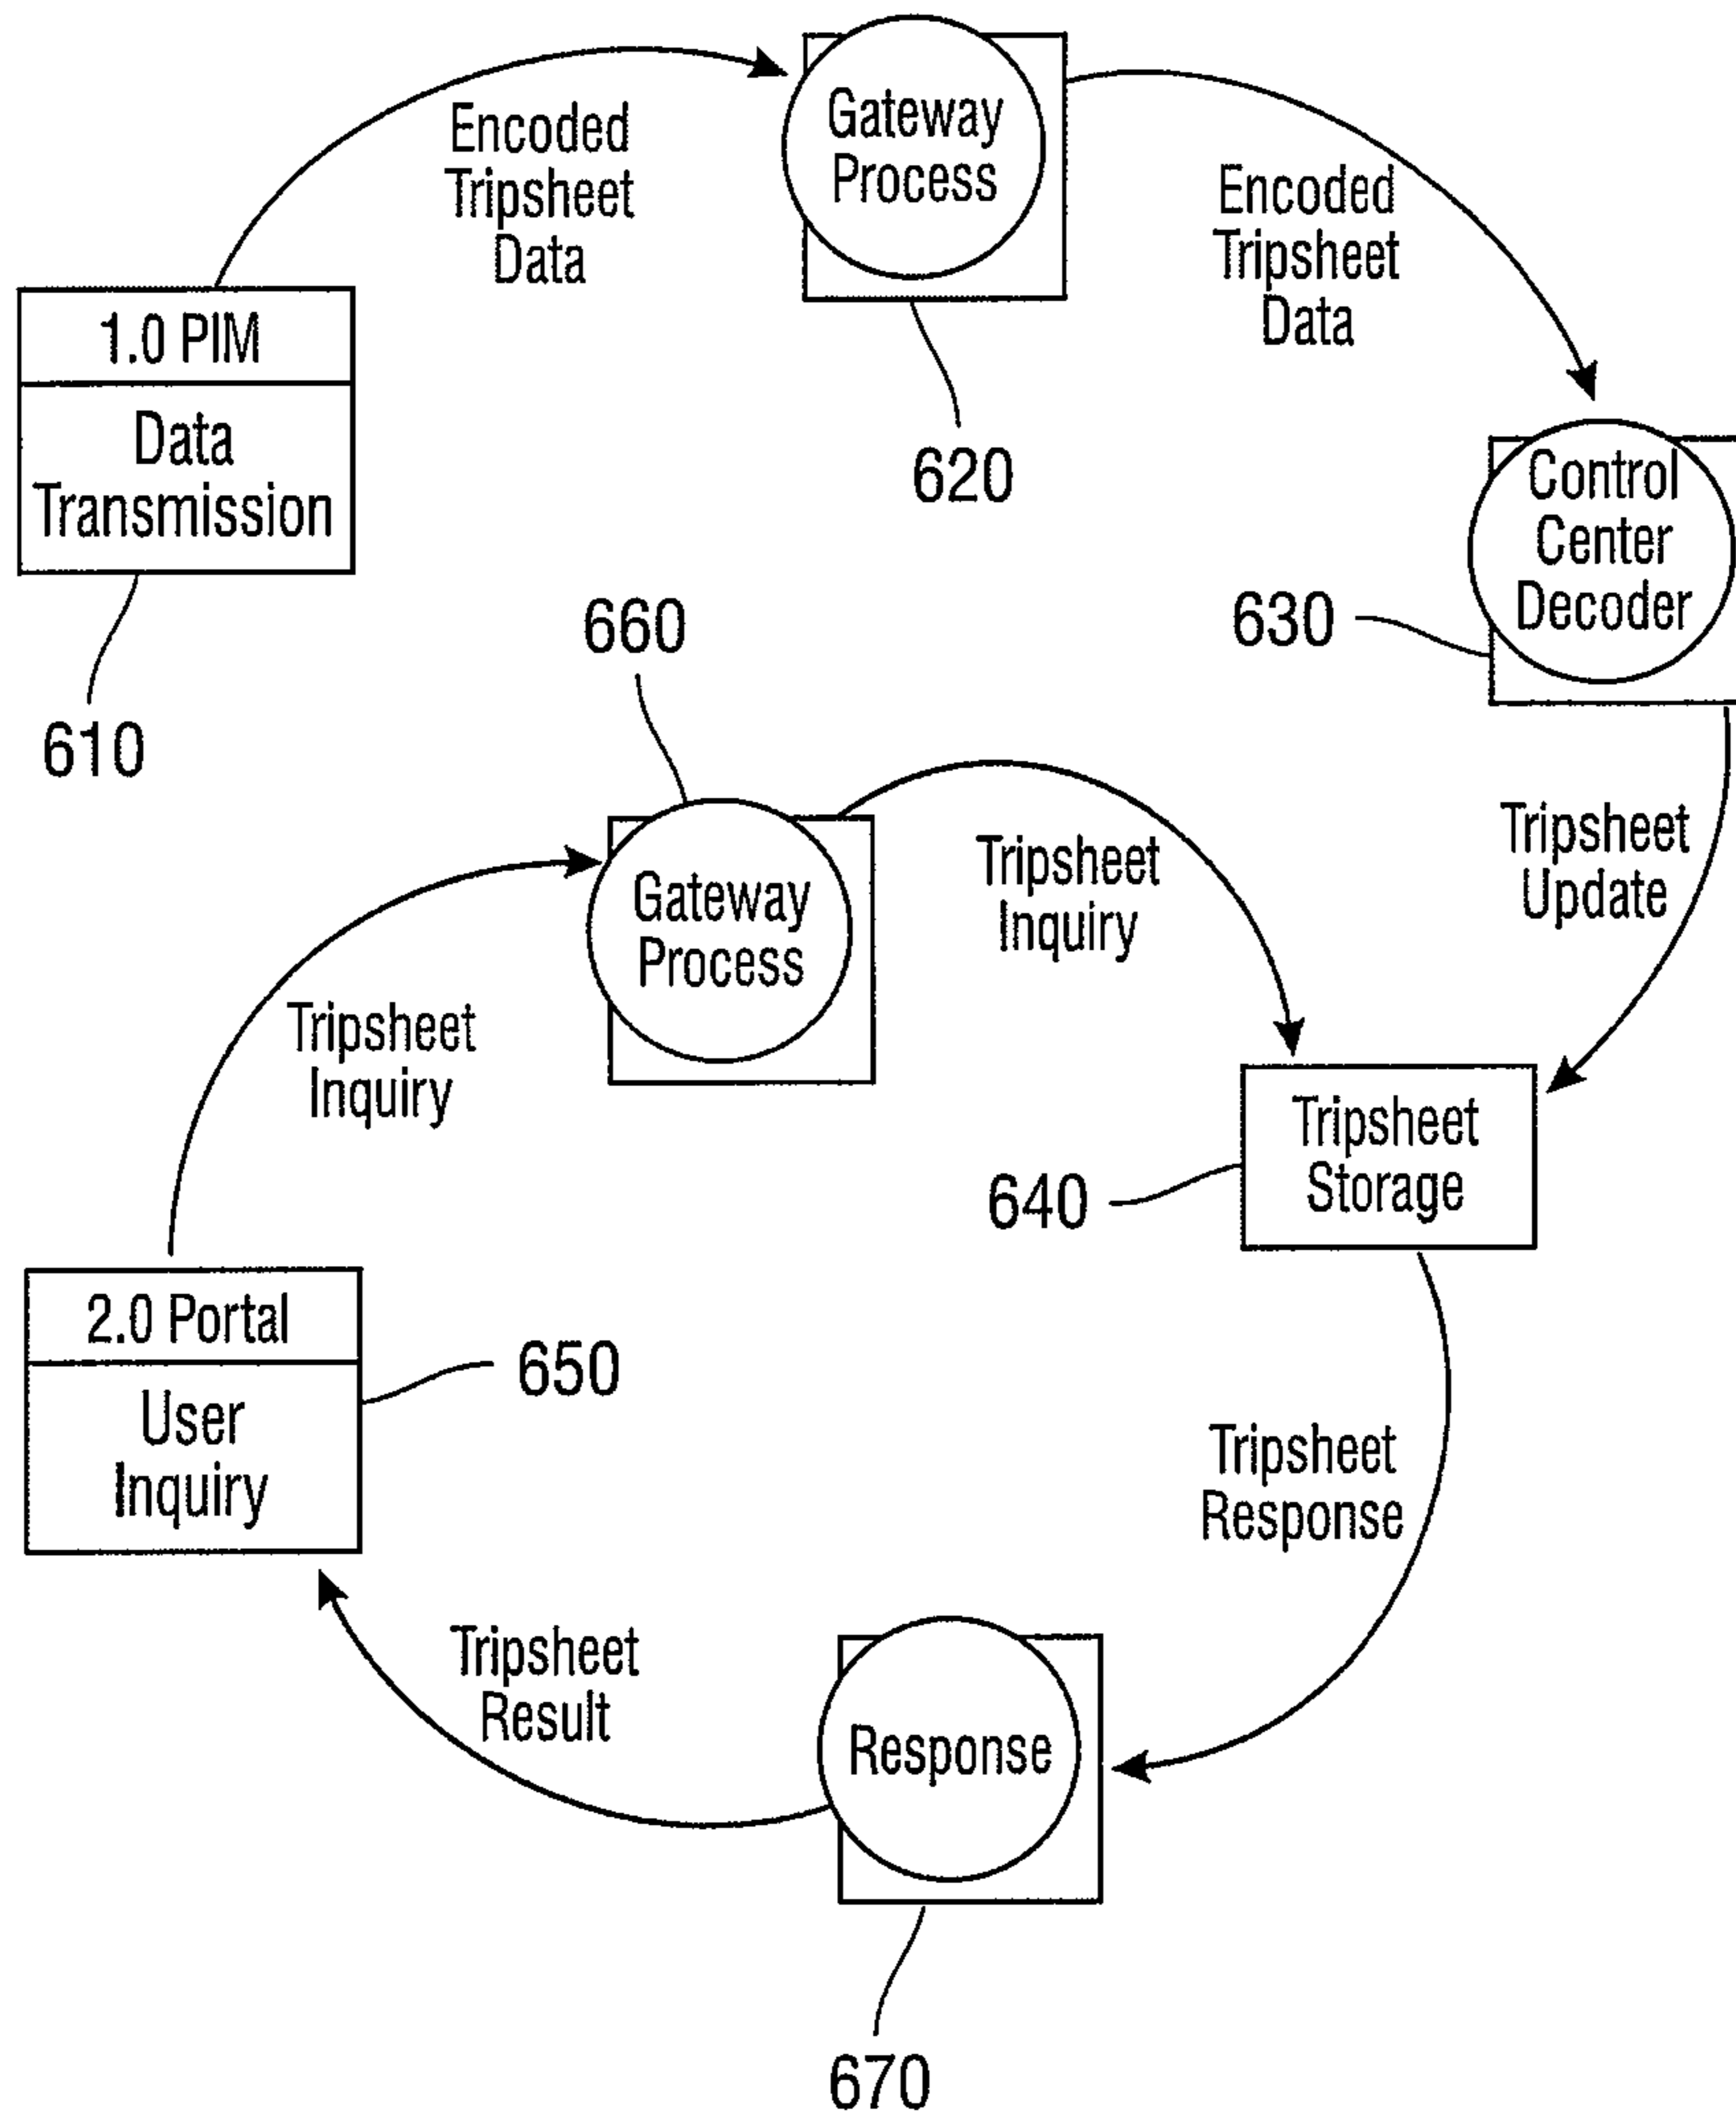 Encoded
Tripsheet
Data
Gateway
Process
Encoded
Tripsheet
Data
1.0 PIM
Data
Transmission
620
Control
Center
Decoder
630
610
660
Gateway
Process
Tripsheet
Inquiry
Tripsheet
Update
Tripsheet
Inquiry
Tripsheet
Storage
640
2.0 Portal
User
Inquiry
650
Tripsheet
Response
Tripsheet
Result
Response
670